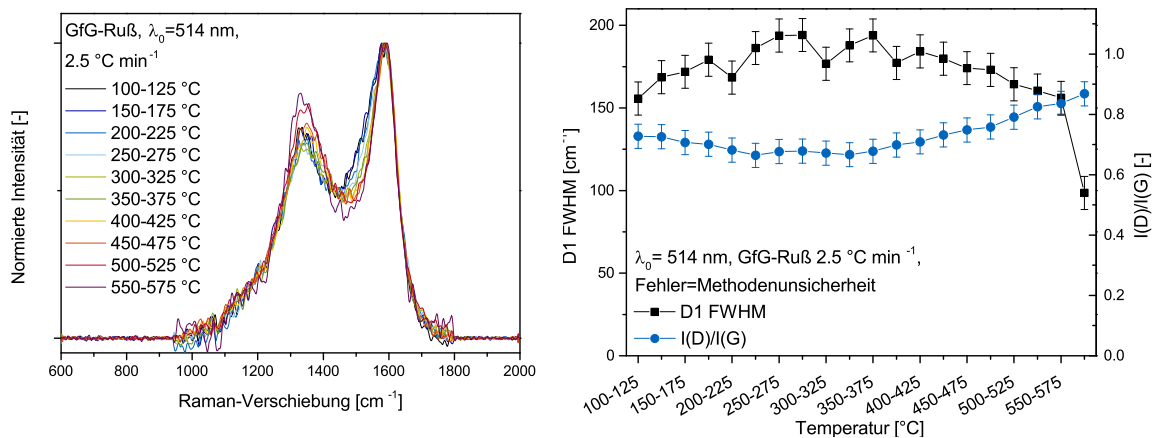 GfG-Ruß, λ0=514 nm,
2.5 °C min-1
100-125 °C
150-175 °C
200-225 °C
250-275 °C
300-325 °C
350-375 °C
400-425 °C
450-475 °C
500-525 °C
550-575 °C
Normierte Intensität [-]
600 800 1000 1200 1400 1600 1800 2000
Raman-Verschiebung [cm-1]
200
150
100
50
0
D1 FWHM [cm-1]
λ0= 514 nm, GfG-Ruß 2.5 °C min -1,
Fehler=Methodenunsicherheit
D1 FWHM
I(D)/I(G)
1.0
0.8
0.6
0.4
0.2
0.0
I(D)/I(G) [-]
100-125 150-175 200-225 250-275 300-325 350-375 400-425 450-475 500-525 550-575
Temperatur [°C]